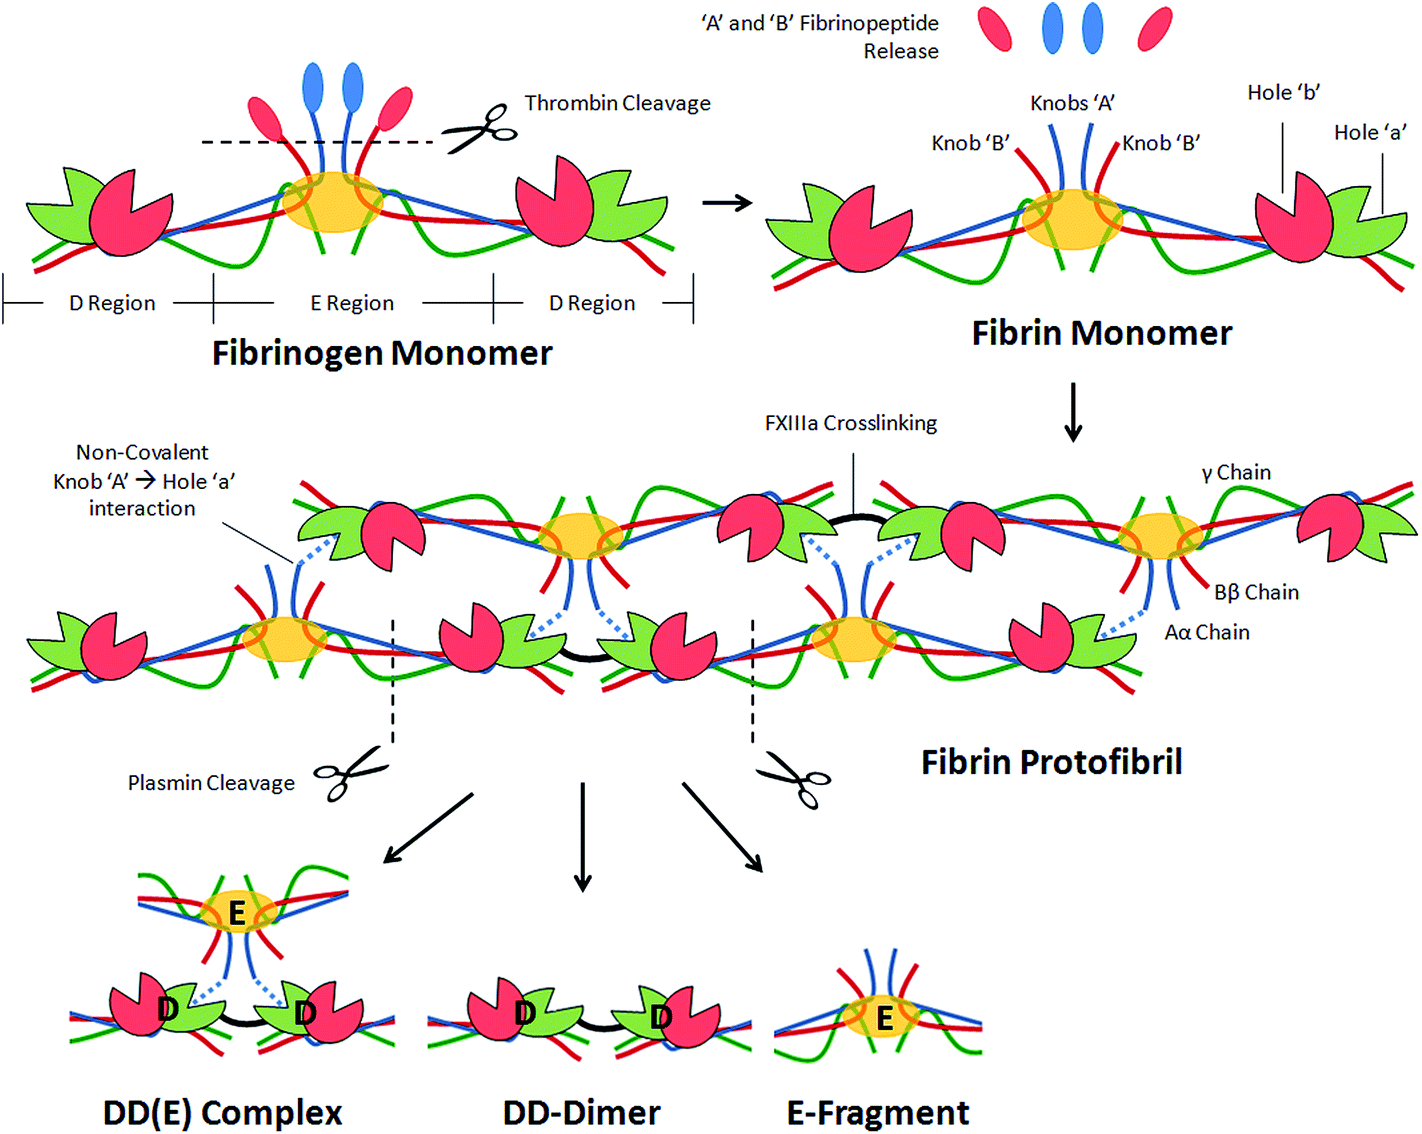 ‘A’ and ‘B’ Fibrinopeptide
Release
Thrombin Cleavage
Knobs ‘A’
Knob ‘B’
Knob ‘B’
Hole ‘b’
Hole ‘a’
D Region
E Region
D Region
Fibrinogen Monomer
Fibrin Monomer
FXIIIa Crosslinking
Non-Covalent
Knob ‘A’ → Hole ‘a’
interaction
γ Chain
Bβ Chain
Aα Chain
Fibrin Protofibril
Plasmin Cleavage
E
D
D
D
D
E
DD(E) Complex
DD-Dimer
E-Fragment